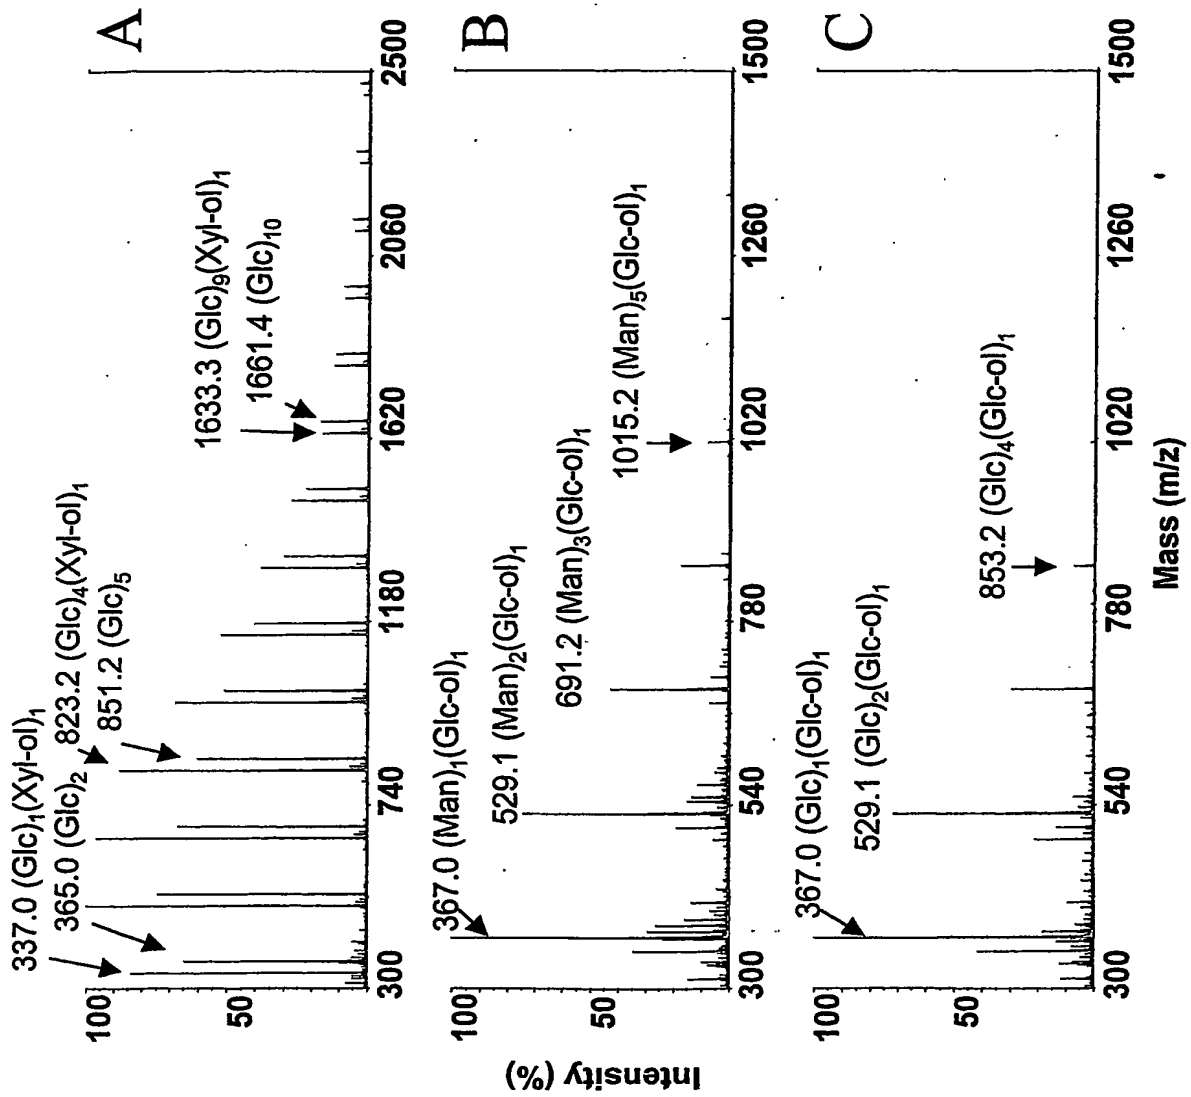 A
337.0 (Glc)1(Xyl-ol)1
365.0 (Glc)2
823.2 (Glc)4(Xyl-ol)1
851.2 (Glc)5
1633.3 (Glc)9(Xyl-ol)1
1661.4 (Glc)10
100
50
300 740 1180 1620 2060 2500
B
367.0 (Man)1(Glc-ol)1
529.1 (Man)2(Glc-ol)1
691.2 (Man)3(Glc-ol)1
1015.2 (Man)5(Glc-ol)1
100
50
300 540 780 1020 1260 1500
C
367.0 (Glc)1(Glc-ol)1
529.1 (Glc)2(Glc-ol)1
853.2 (Glc)4(Glc-ol)1
100
50
300 540 780 1020 1260 1500
Intensity (%)
Mass (m/z)